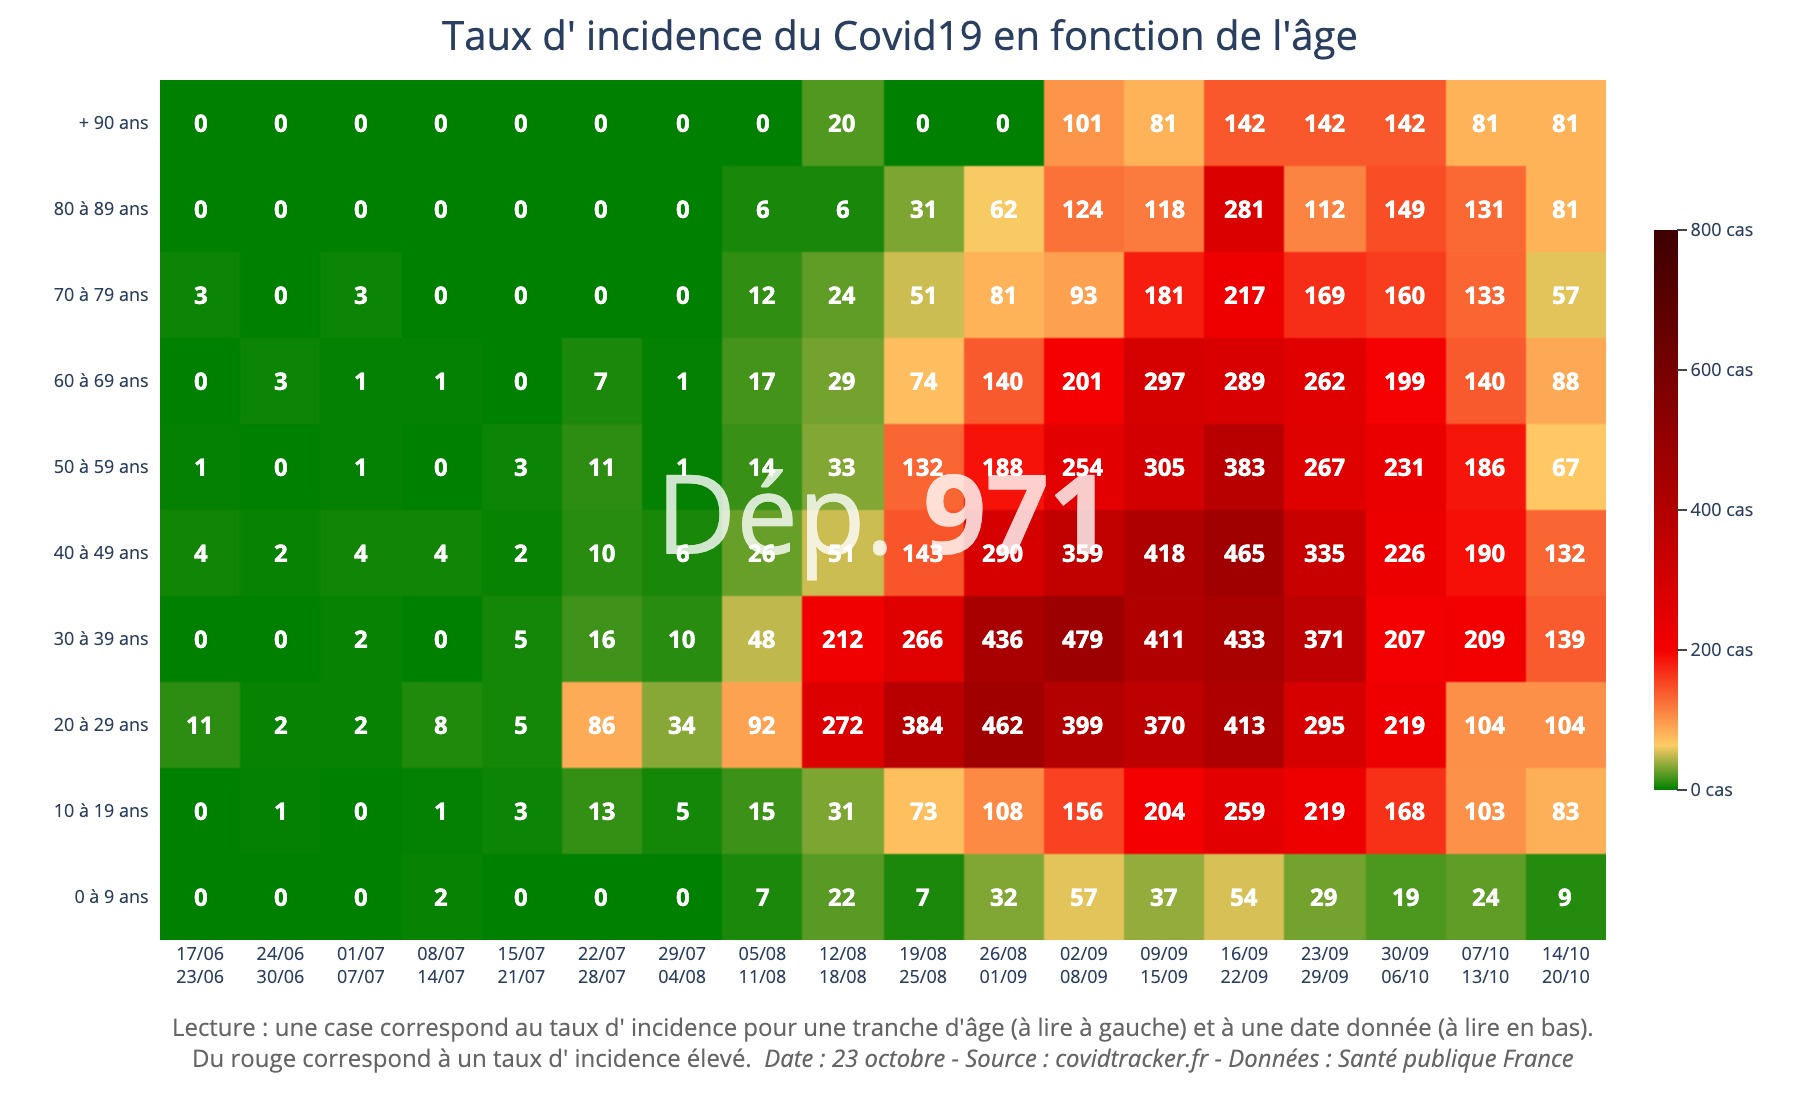 Taux d' incidence du Covid19 en fonction de l'âge
+ 90 ans 0 0 0 0 0 0 0 0 20 0 0 101 81 142 142 142 81 81
80 à 89 ans 0 0 0 0 0 0 0 6 6 31 62 124 118 281 112 149 131 81
70 à 79 ans 3 0 3 0 0 0 0 12 24 51 81 93 181 217 169 160 133 57
60 à 69 ans 0 3 1 1 0 7 1 17 29 74 140 201 297 289 262 199 140 88
50 à 59 ans 1 0 1 0 3 11 1 14 33 132 188 254 305 383 267 231 186 67
Dép. 971
40 à 49 ans 4 2 4 4 2 10 6 26 51 143 290 359 418 465 335 226 190 132
30 à 39 ans 0 0 2 0 5 16 10 48 212 266 436 479 411 433 371 207 209 139
20 à 29 ans 11 2 2 8 5 86 34 92 272 384 462 399 370 413 295 219 104 104
10 à 19 ans 0 1 0 1 3 13 5 15 31 73 108 156 204 259 219 168 103 83
0 à 9 ans 0 0 0 2 0 0 0 7 22 7 32 57 37 54 29 19 24 9
17/06 24/06 01/07 08/07 15/07 22/07 29/07 05/08 12/08 19/08 26/08 02/09 09/09 16/09 23/09 30/09 07/10 14/10
23/06 30/06 07/07 14/07 21/07 28/07 04/08 11/08 18/08 25/08 01/09 08/09 15/09 22/09 29/09 06/10 13/10 20/10
800 cas
600 cas
400 cas
200 cas
0 cas
Lecture : une case correspond au taux d' incidence pour une tranche d'âge (à lire à gauche) et à une date donnée (à lire en bas).
Du rouge correspond à un taux d' incidence élevé. Date : 23 octobre - Source : covidtracker.fr - Données : Santé publique France